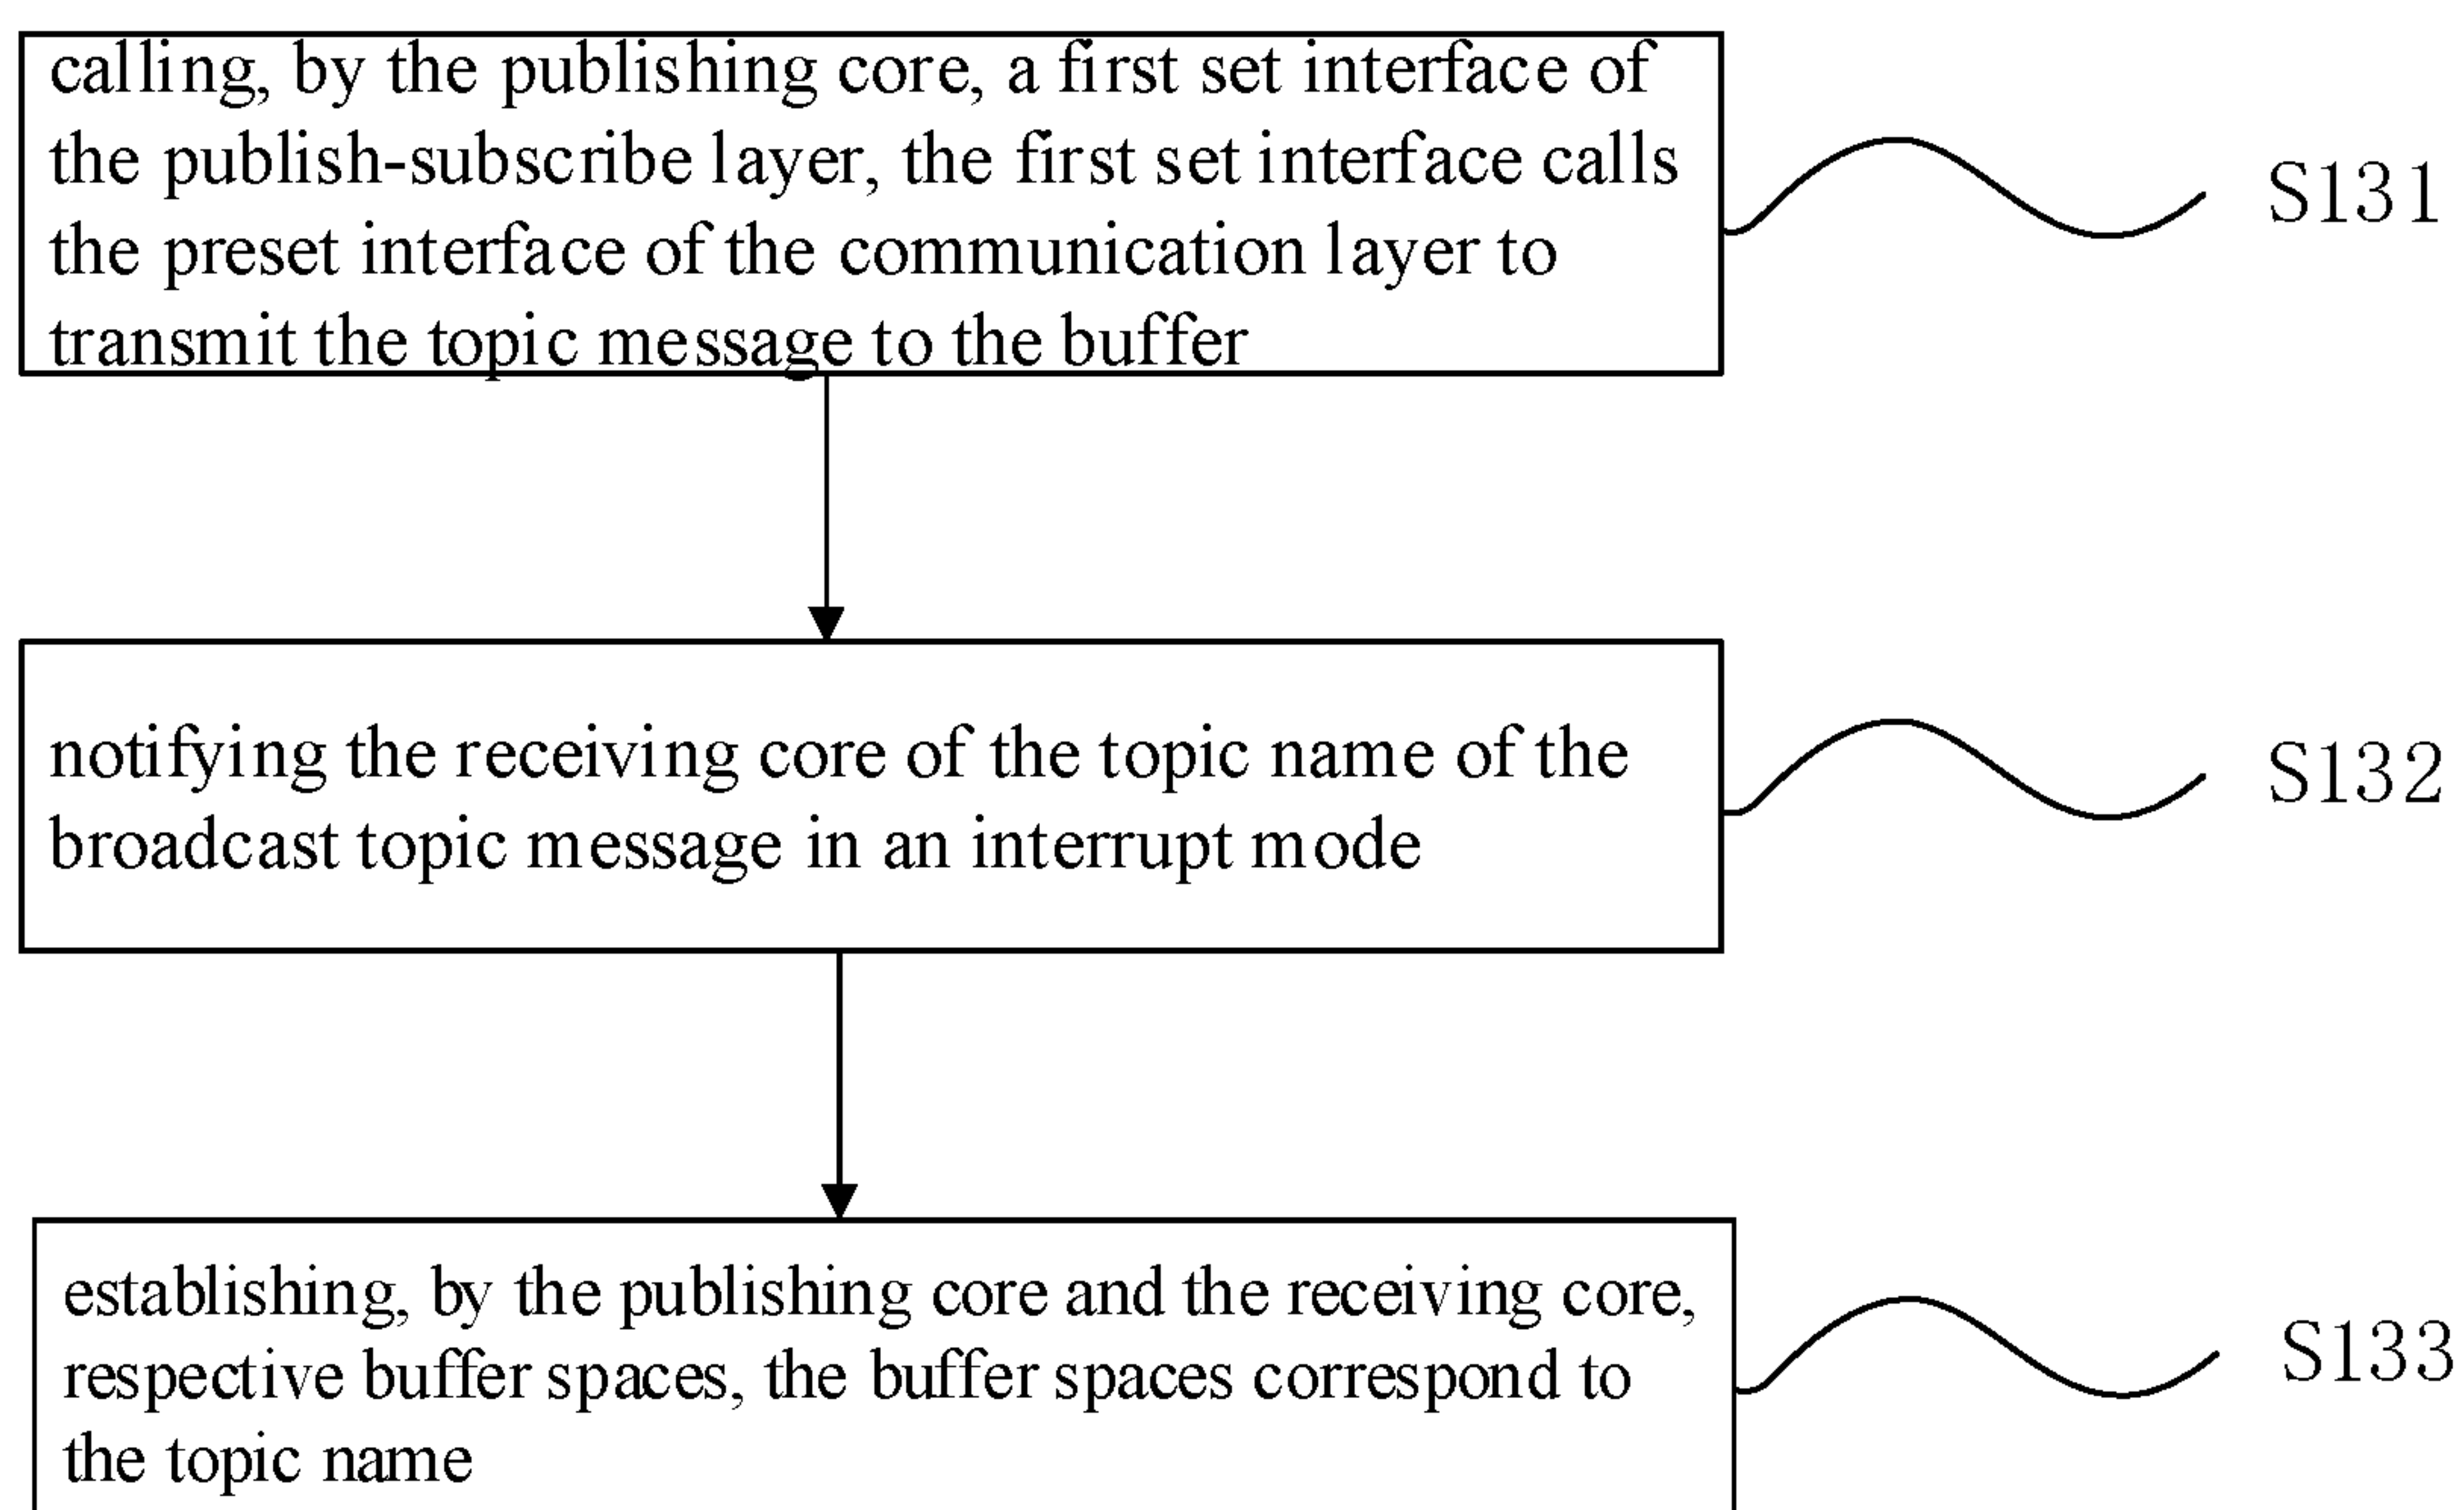 calling, by the publishing core, a first set interface of
the publish-subscribe layer, the first set interface calls
the preset interface of the communication layer to
transmit the topic message to the buffer
S131
notifying the receiving core of the topic name of the
broadcast topic message in an interrupt mode
S132
establishing, by the publishing core and the receiving core,
respective buffer spaces, the buffer spaces correspond to
the topic name
S133